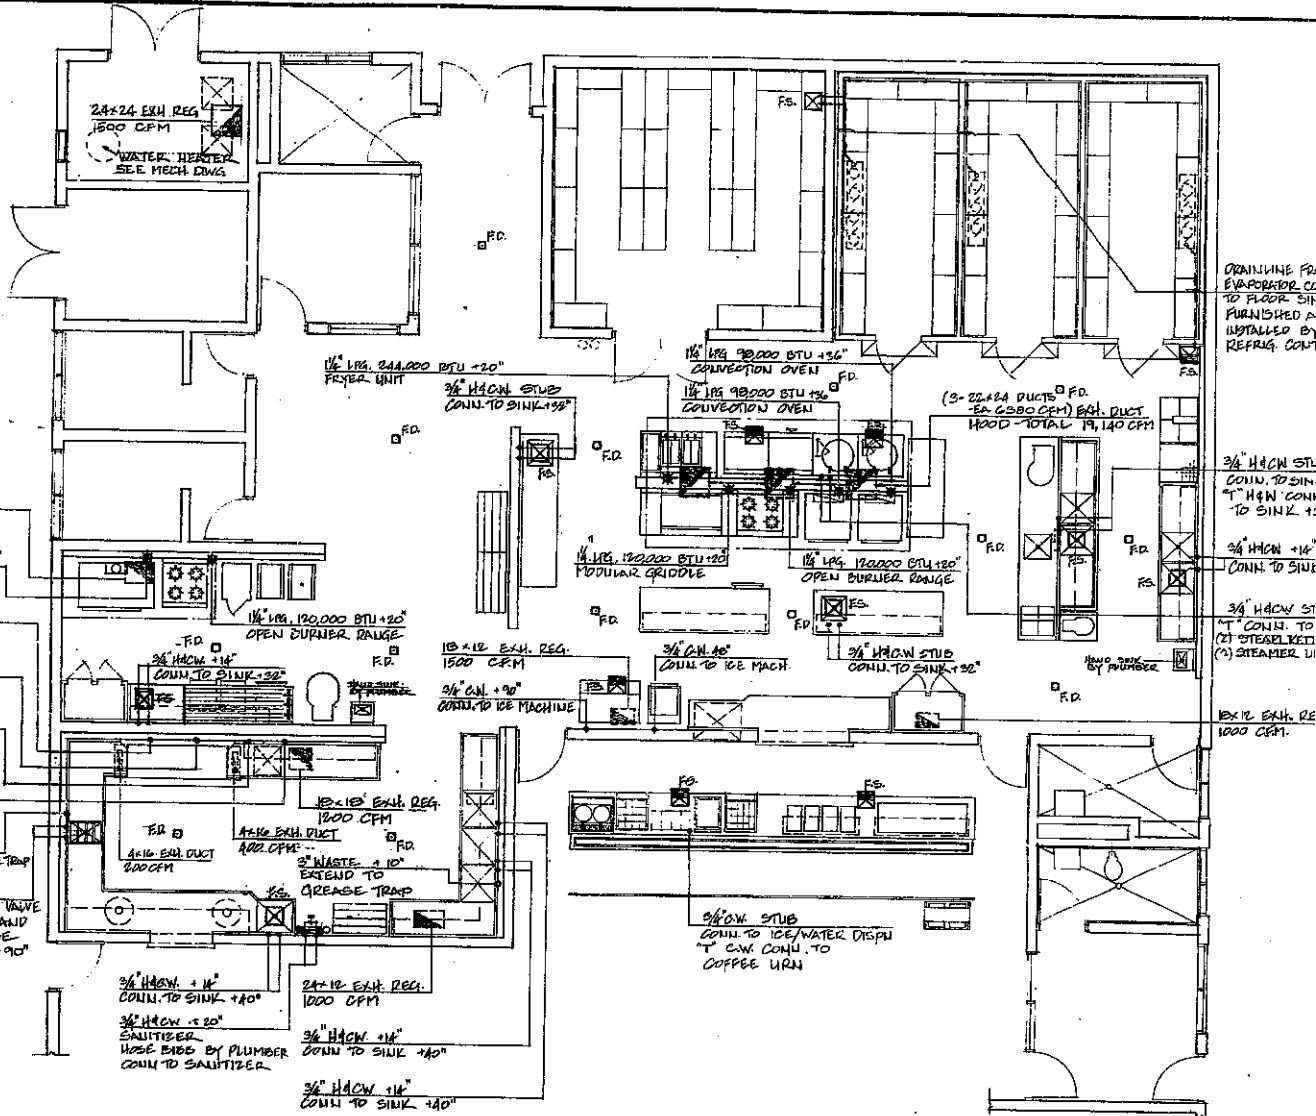 24x24 EXH. REG
1500 CFM
WATER HEATER
SEE MECH DWG
F.S.
F.D.
DRAINLINE FR
EVAPORATOR CO
TO FLOOR SIN
FURNISHED A
INSTALLED BY
REFRIG. CONT
F.S.
1¼" LPG. 244,000 BTU +20"
FRYER UNIT
3/4" H&CW STUB
CONN. TO SINK +32"
1¼" LPG 98,000 BTU +36"
CONVECTION OVEN
1¼" LPG 98,000 BTU +36
CONVECTION OVEN
F.D.
F.D.
(3-22x24 DUCTS
-EA 6380 CFM) EXH. DUCT
HOOD-TOTAL 19,140 CFM
F.D.
F.D.
F.S.
F.S.
F.S.
3/4" H&CW STU
CONN. TO SIN
"T" H&W CONN
TO SINK
F.D.
F.D.
F.S.
F.S.
3/4" H&CW +14"
CONN. TO SINK
1¼" LPG. 120,000 BTU +20"
MODULAR GRIDDLE
1¼" LPG. 120,000 BTU +20"
OPEN BURNER RANGE
1¼" LPG. 120,000 BTU +20"
OPEN BURNER RANGE
F.D.
F.D.
F.S.
3/4" H&CW ST
"T" CONN. TO
(2) STEAM KET
STEAMER
F.D.
F.D.
3/4" H&CW +14"
CONN. TO SINK +32"
18x12 EXH. REG.
1500 CFM
3/4" C.W. 48"
CONN. TO ICE MACH.
3/4" H&C.W STUB
CONN. TO SINK +32"
HAND SINK
BY PLUMBER
F.S.
HAND SINK
BY PLUMBER
3/4" C.W. +90"
CONN. TO ICE MACHINE
F.S.
F.D.
18x12 EXH. RE
1000 CFM.
18x18" EXH. REG.
1200 CFM
F.S.
F.S.
F.D.
4x16 EXH. DUCT
400 CFM
F.D.
4x16 EXH. DUCT
200 CFM
TRAP
3" WASTE +10"
EXTEND TO
GREASE TRAP
F.S.
VALVE
AND
90"
3/4" C.W. STUB
CONN. TO ICE/WATER DISPN
"T" C.W. CONN. TO
COFFEE URN
3/4" H&CW. +14"
CONN. TO SINK +40"
24x12 EXH. REG.
1000 CFM
3/4" H&CW +20"
SANITIZER
HOSE BIBB BY PLUMBER
CONN TO SANITIZER
3/4" H&CW. +14"
CONN TO SINK +40"
3/4" H&CW +14"
CONN TO SINK +40"